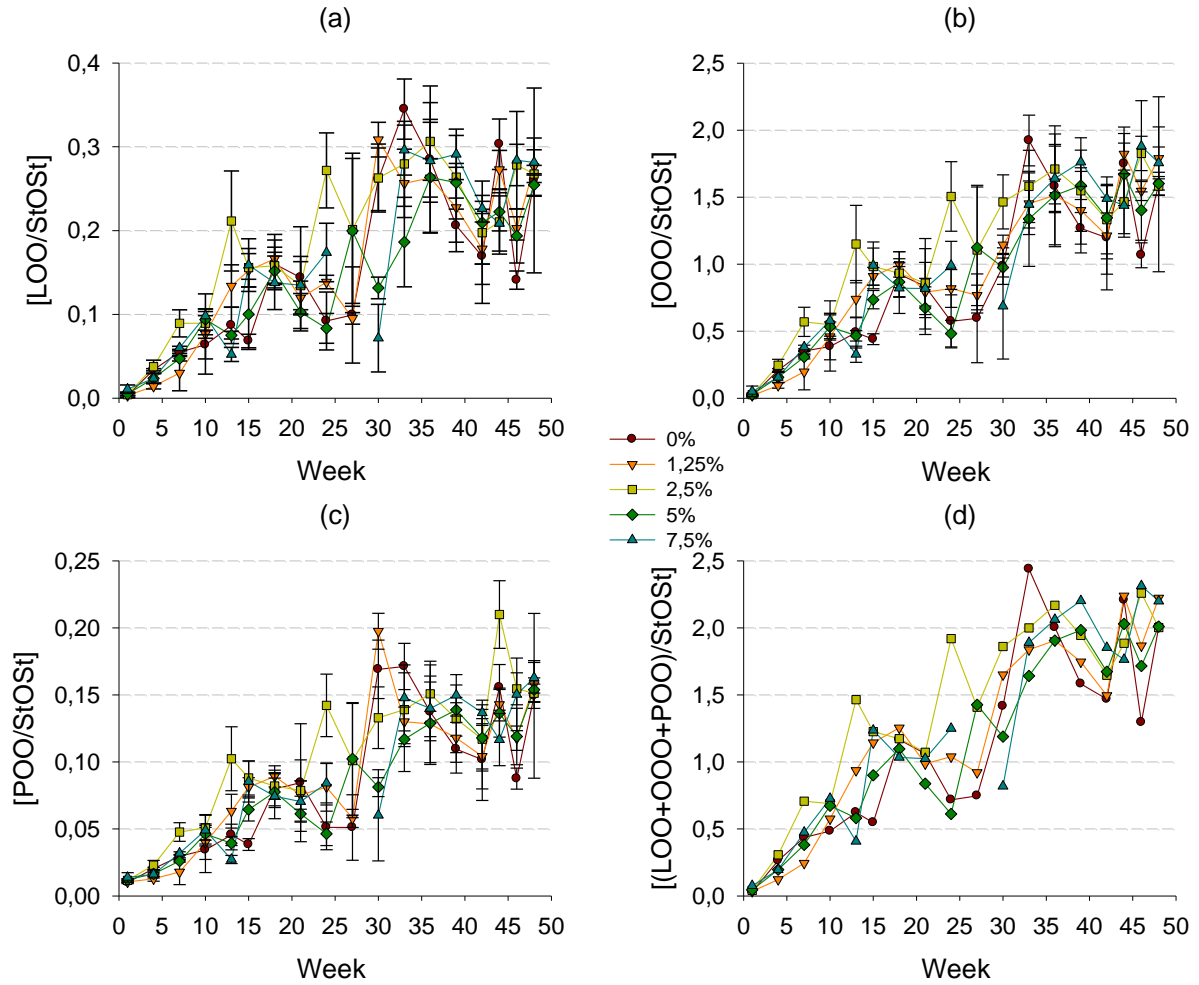 (a)
[LOO/StOSt]
0,4
0,3
0,2
0,1
0,0
0 5 10 15 20 25 30 35 40 45 50
Week
(b)
[OOO/StOSt]
2,5
2,0
1,5
1,0
0,5
0,0
0 5 10 15 20 25 30 35 40 45 50
Week
0%
1,25%
2,5%
5%
7,5%
(c)
[POO/StOSt]
0,25
0,20
0,15
0,10
0,05
0,00
0 5 10 15 20 25 30 35 40 45 50
Week
(d)
[(LOO+OOO+POO)/StOSt]
2,5
2,0
1,5
1,0
0,5
0,0
0 5 10 15 20 25 30 35 40 45 50
Week